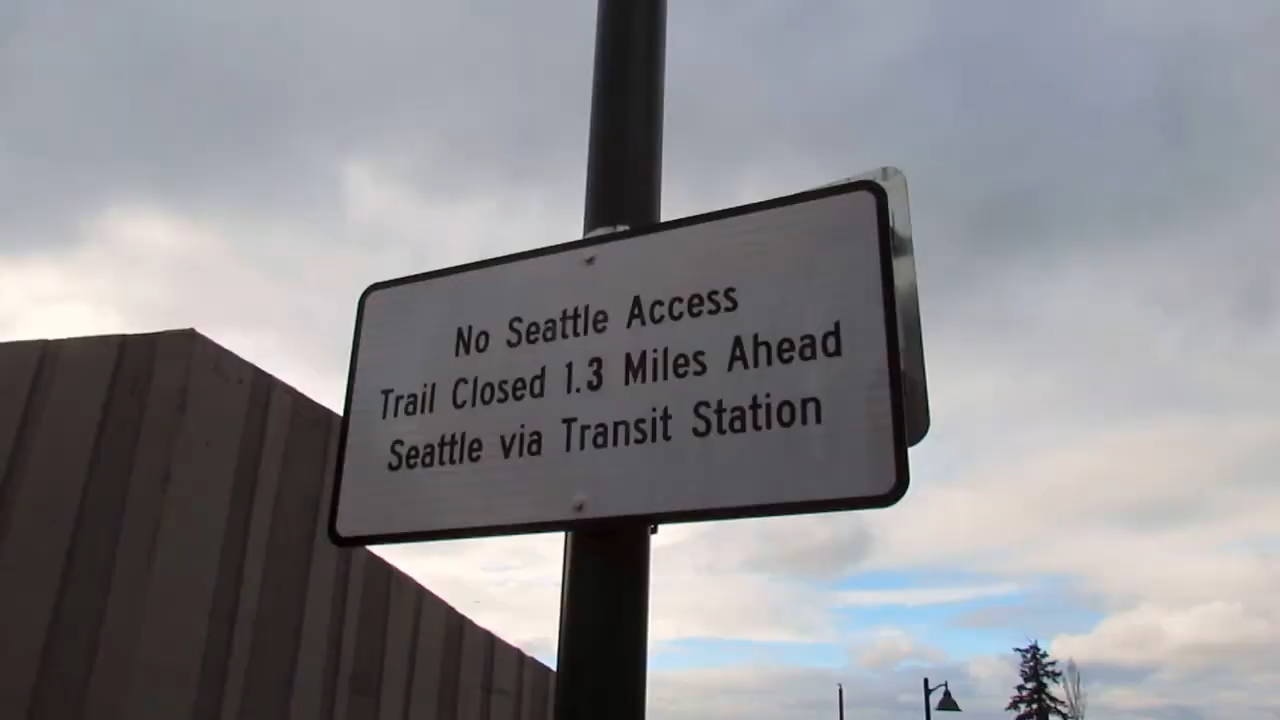 No Seattle Access
Trail Closed 1.3 Miles Ahead
Seattle via Transit Station